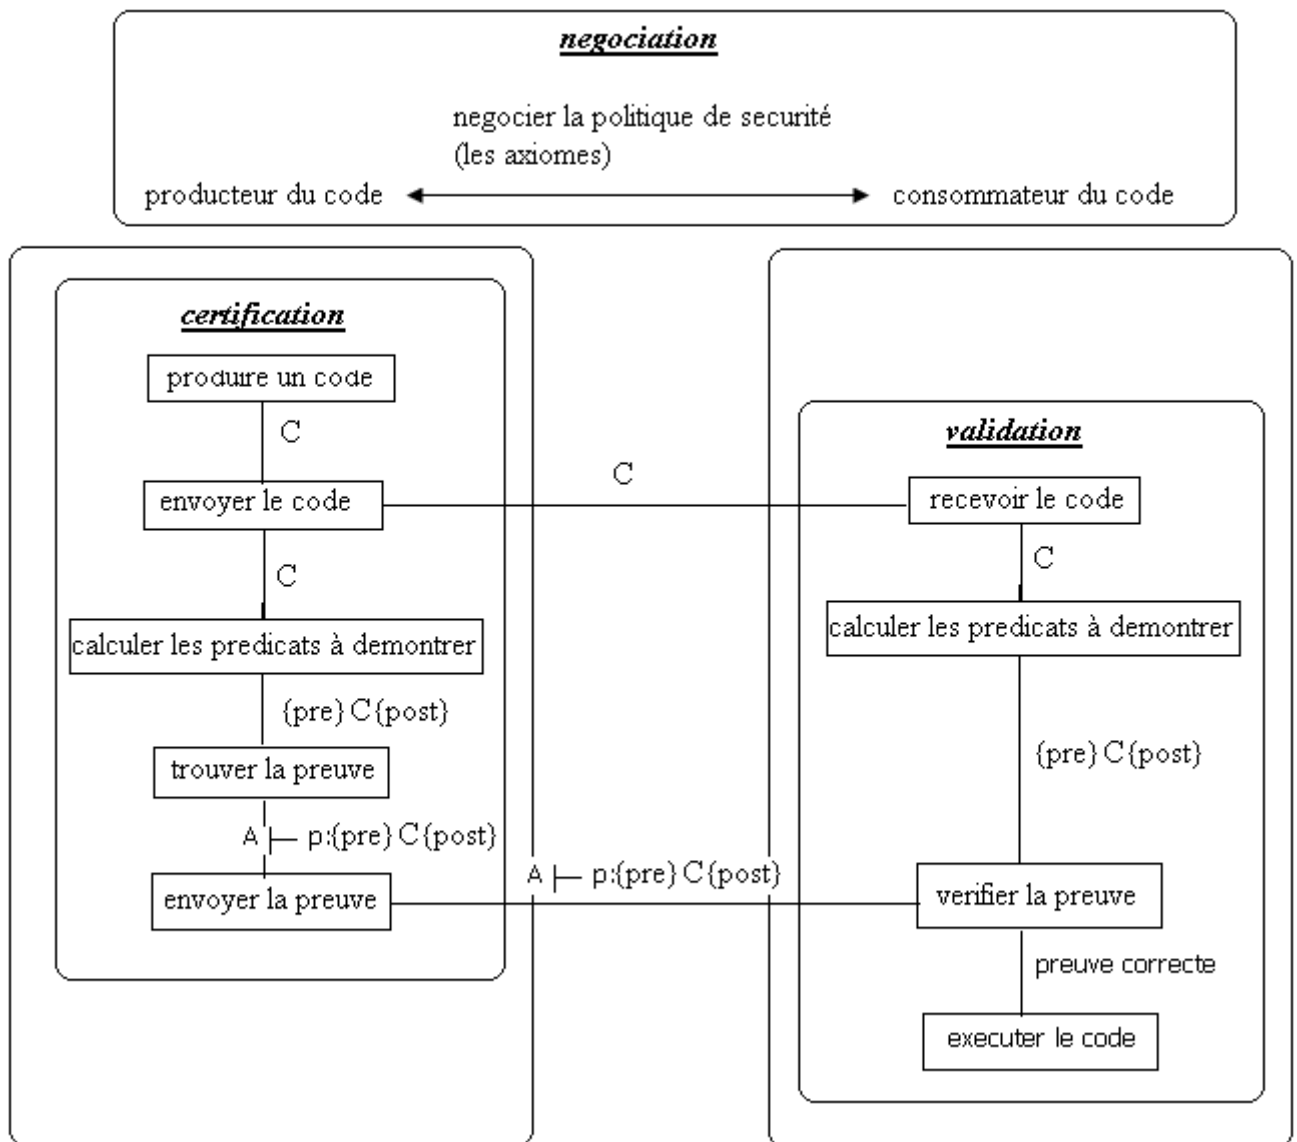 negociation
negocier la politique de securité
(les axiomes)
producteur du code
consommateur du code
certification
produire un code
C
envoyer le code
C
calculer les predicats à demontrer
{pre} C{post}
trouver la preuve
A ⊢ p:{pre} C{post}
envoyer la preuve
C
A ⊢ p:{pre} C{post}
validation
recevoir le code
C
calculer les predicats à demontrer
{pre} C{post}
verifier la preuve
preuve correcte
executer le code